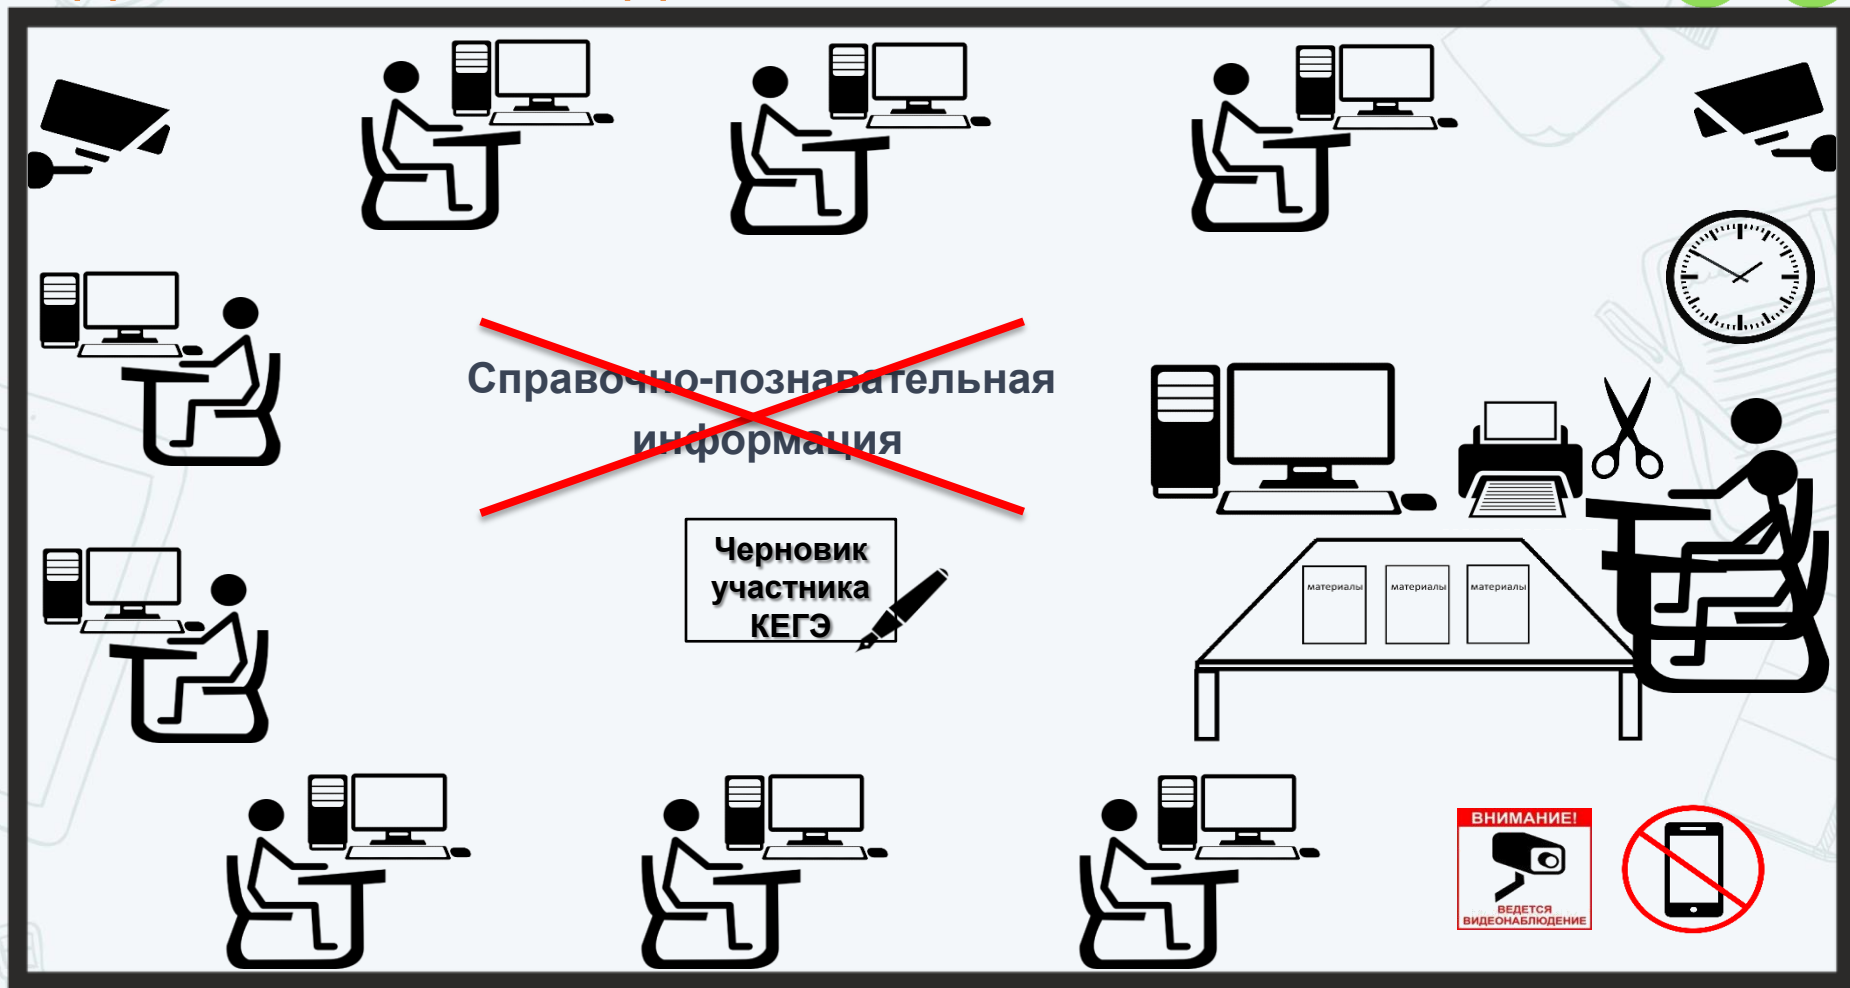 Справочно-познавательная
информация
Черновик
участника
КЕГЭ
материалы
материалы
материалы
ВНИМАНИЕ!
ВЕДЕТСЯ
ВИДЕОНАБЛЮДЕНИЕ